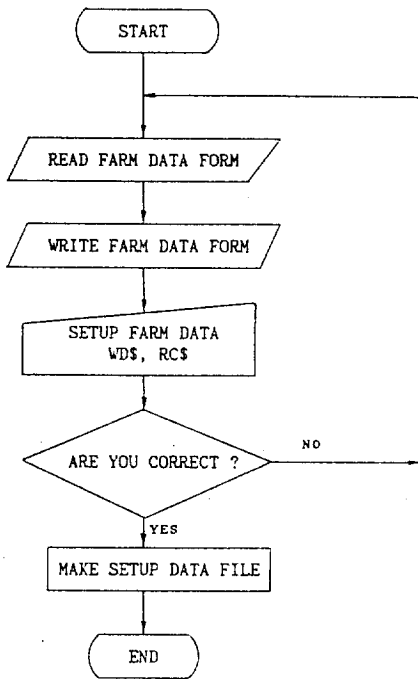 START
READ FARM DATA FORM
WRITE FARM DATA FORM
SETUP FARM DATA
WD$, RC$
ARE YOU CORRECT ?
NO
YES
MAKE SETUP DATA FILE
END